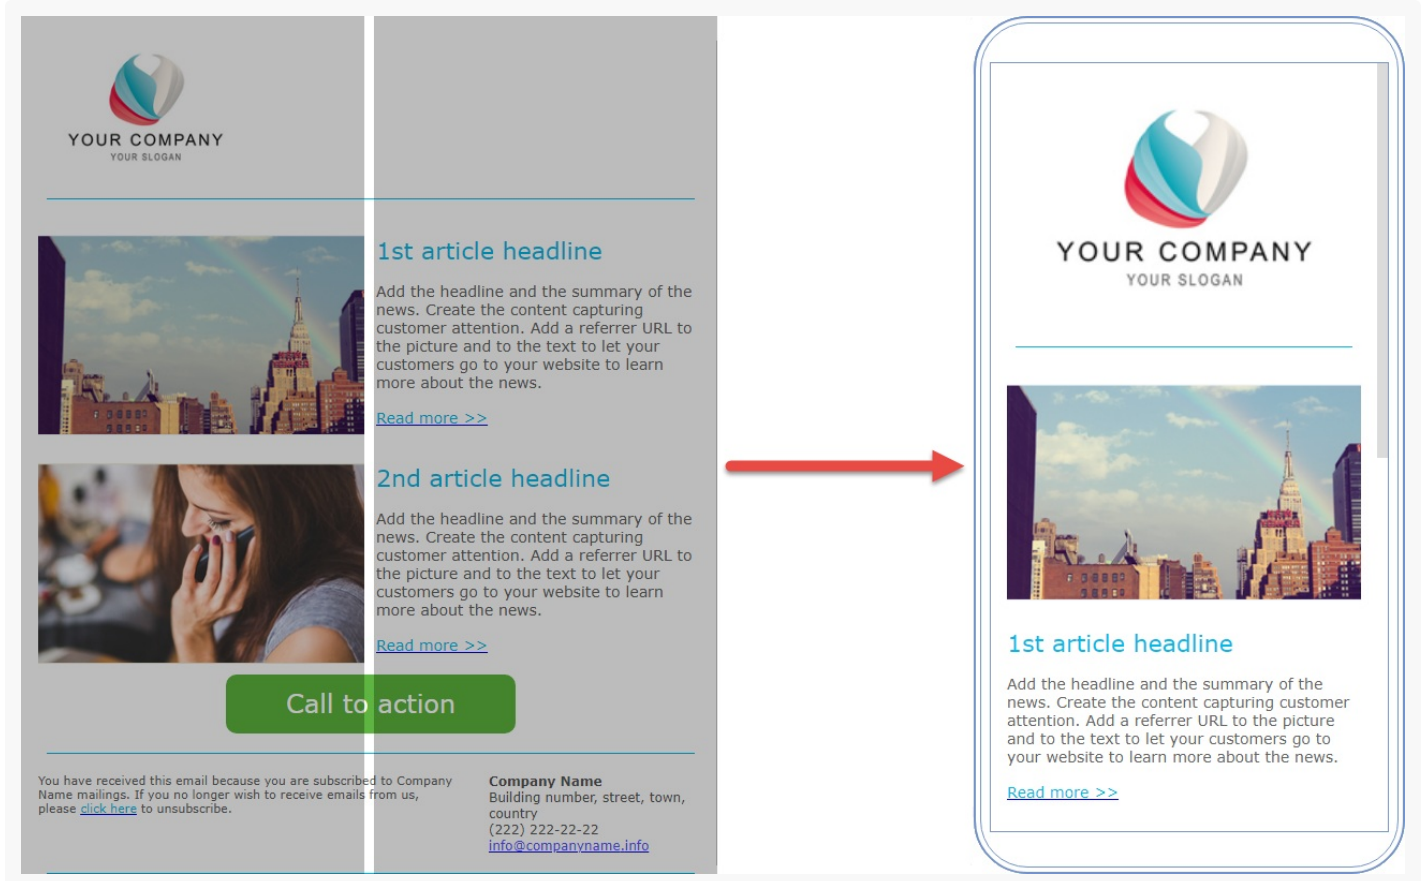 YOUR COMPANY
YOUR SLOGAN
1st article headline
Add the headline and the summary of the
news. Create the content capturing
customer attention. Add a referrer URL to
the picture and to the text to let your
customers go to your website to learn
more about the news.
Read more >>
2nd article headline
Add the headline and the summary of the
news. Create the content capturing
customer attention. Add a referrer URL to
the picture and to the text to let your
customers go to your website to learn
more about the news.
Read more >>
Call to action
You have received this email because you are subscribed to Company
Name mailings. If you no longer wish to receive emails from us,
please click here to unsubscribe.
Company Name
Building number, street, town,
country
(222) 222-22-22
info@companyname.info
YOUR COMPANY
YOUR SLOGAN
1st article headline
Add the headline and the summary of the
news. Create the content capturing customer
attention. Add a referrer URL to the picture
and to the text to let your customers go to
your website to learn more about the news.
Read more >>